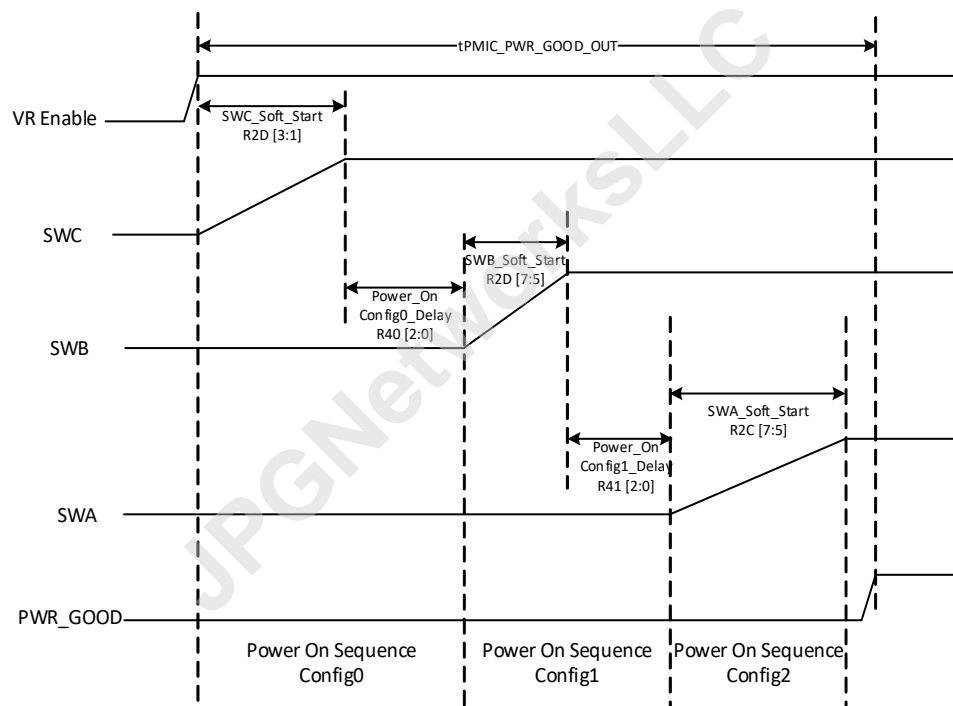 tPMIC_PWR_GOOD_OUT
VR Enable
SWC_Soft_Start
R2D [3:1]
SWC
SWB_Soft_Start
R2D [7:5]
Power_On
Config0_Delay
R40 [2:0]
SWB
SWA_Soft_Start
R2C [7:5]
Power_On
Config1_Delay
R41 [2:0]
SWA
PWR_GOOD
Power On Sequence
Config0
Power On Sequence
Config1
Power On Sequence
Config2
JPGNetworksLLC